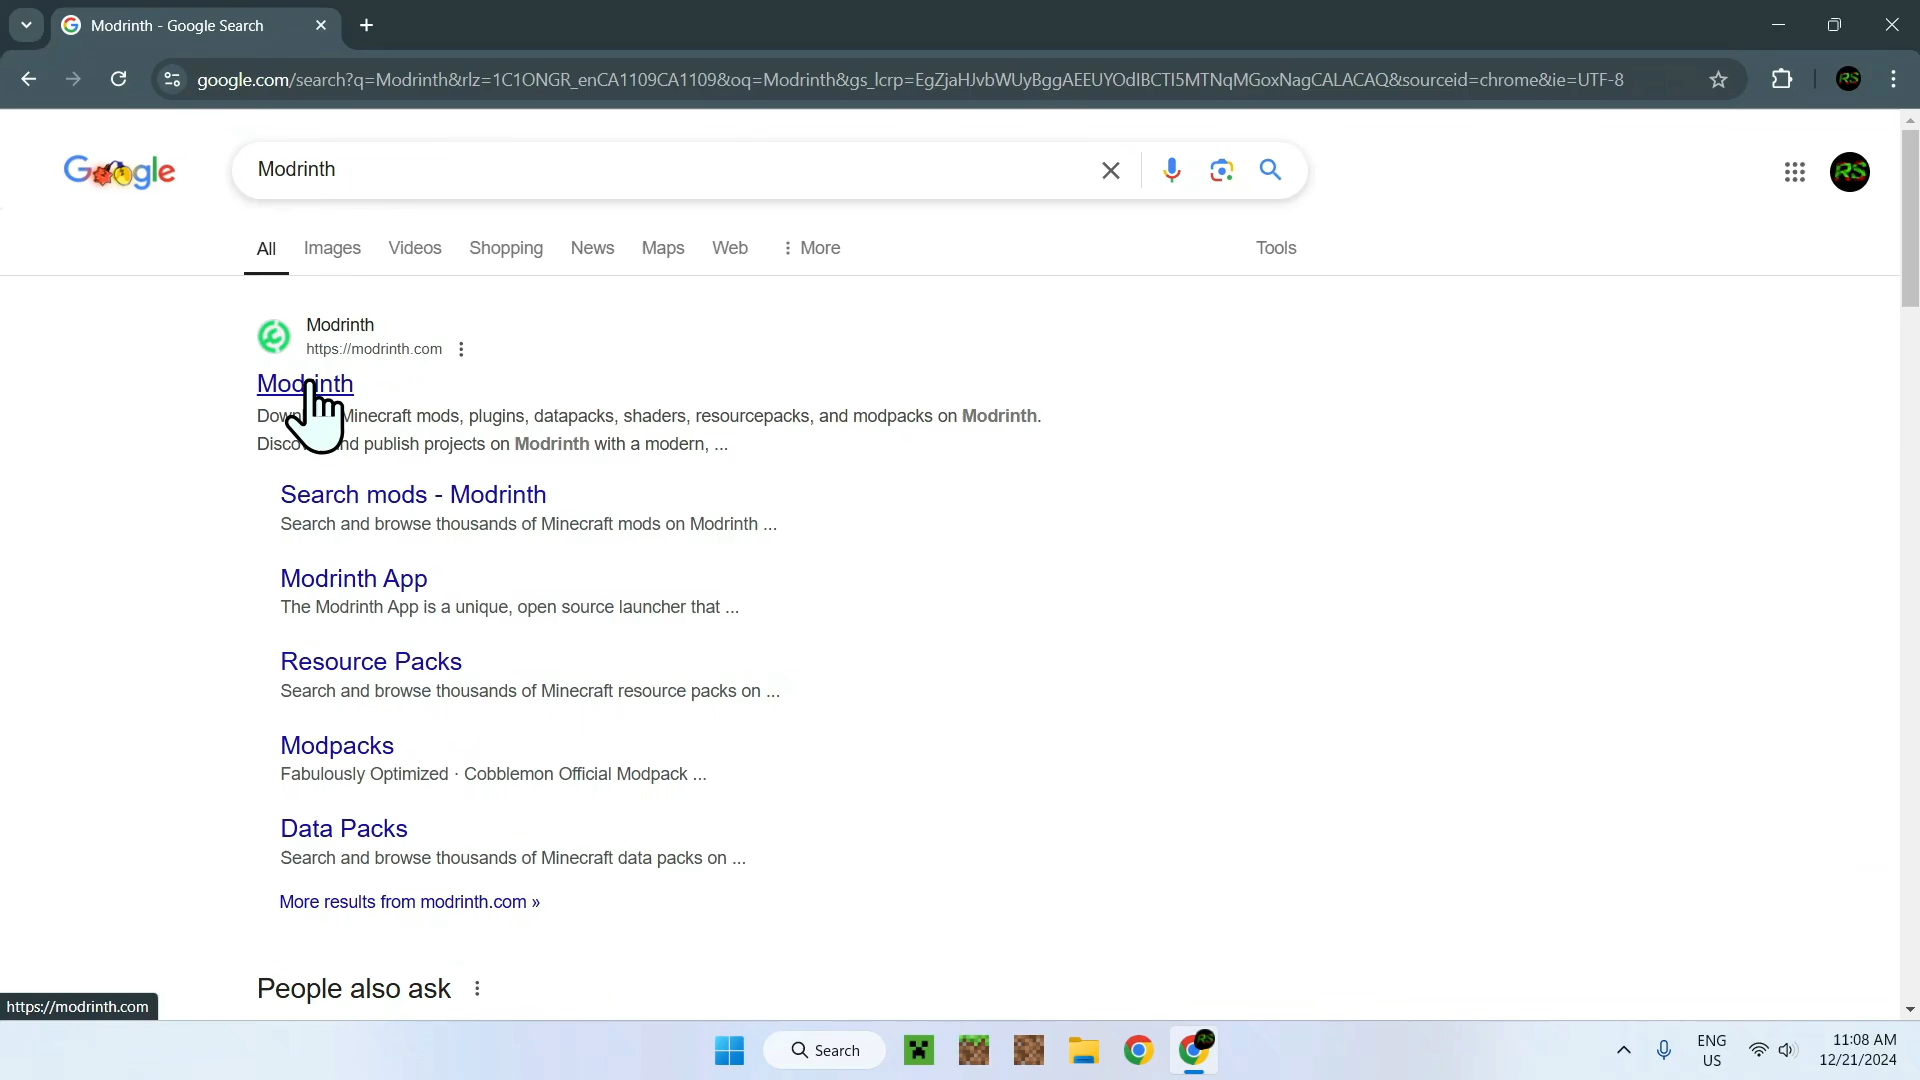 Modrinth - Google Search
google.com/search?q=Modrinth&rlz=1C1ONGR_enCA1109CA1109&oq=Modrinth&gs_lcrp=EgZjaHJvbWUyBggAEEUYOdIBCTI5MTNqMGoxNagCALACAQ&sourceid=chrome&ie=UTF-8
RS
Google
Modrinth
RS
All Images Videos Shopping News Maps Web More Tools
Modrinth
https://modrinth.com
Modrinth
Minecraft mods, plugins, datapacks, shaders, resourcepacks, and modpacks on Modrinth.
publish projects on Modrinth with a modern, ...
Search mods - Modrinth
Search and browse thousands of Minecraft mods on Modrinth ...
Modrinth App
The Modrinth App is a unique, open source launcher that ...
Resource Packs
Search and browse thousands of Minecraft resource packs on ...
Modpacks
Fabulously Optimized · Cobblemon Official Modpack ...
Data Packs
Search and browse thousands of Minecraft data packs on ...
More results from modrinth.com »
People also ask
https://modrinth.com
Search
RS
ENG
US
11:08 AM
12/21/2024